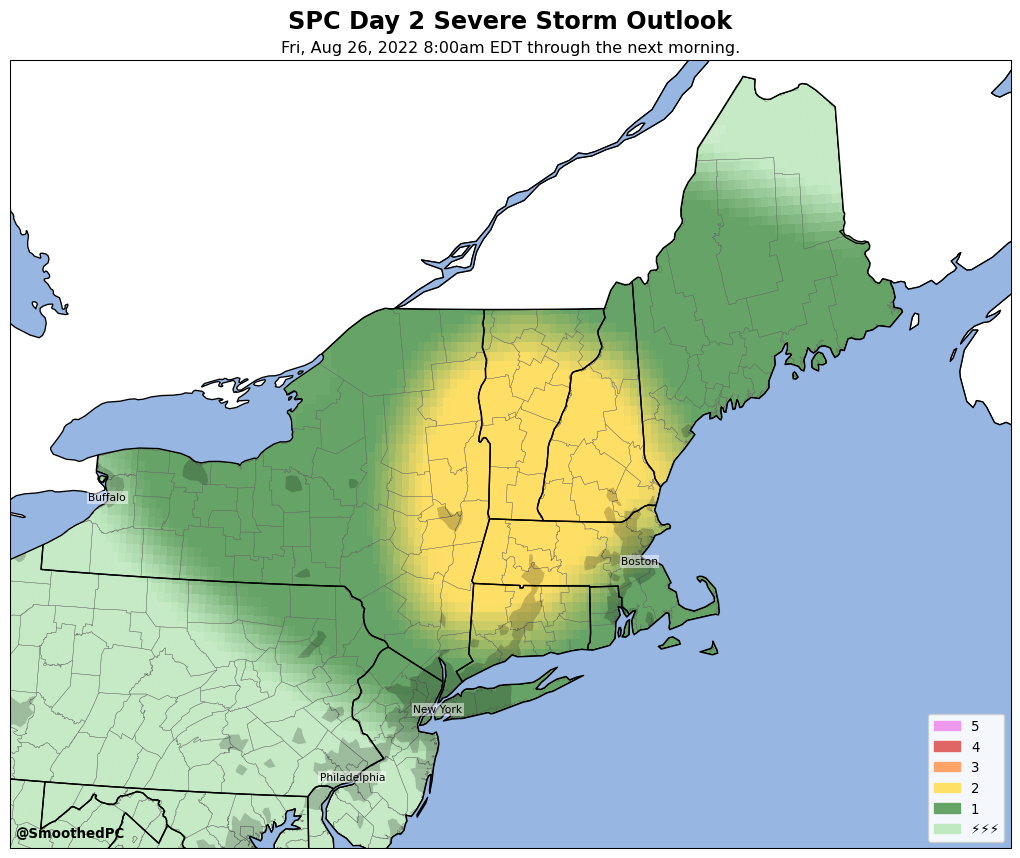 SPC Day 2 Severe Storm Outlook
Fri, Aug 26, 2022 8:00am EDT through the next morning.
Buffalo
Boston
New York
Philadelphia
5
4
3
2
1
⚡⚡⚡
@SmoothedPC